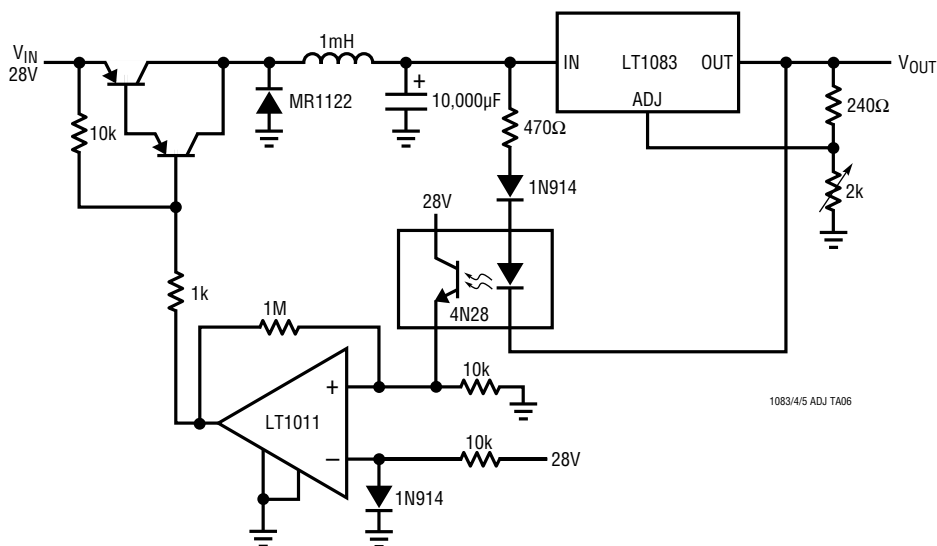 1mH
IN
LT1083
OUT
ADJ
VIN
28V
VOUT
MR1122
+
10,000µF
470Ω
240Ω
10k
2k
1N914
28V
4N28
1k
1M
10k
+
LT1011
−
10k
28V
1N914
1083/4/5 ADJ TA06